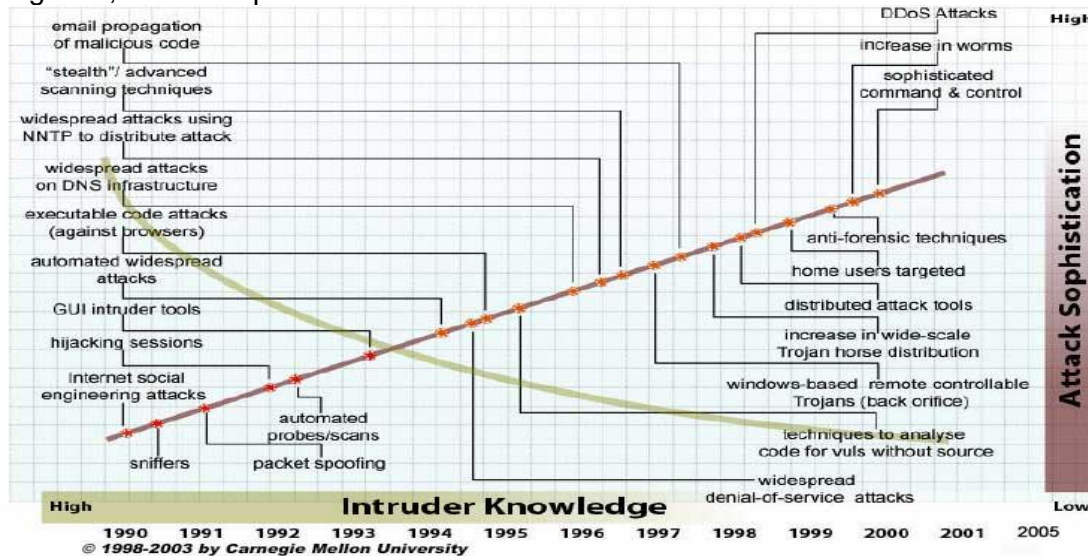 email propagation
of malicious code
"stealth"/ advanced
scanning techniques
widespread attacks using
NNTP to distribute attack
widespread attacks
on DNS infrastructure
executable code attacks
(against browsers)
automated widespread
attacks
GUI intruder tools
hijacking sessions
Internet social
engineering attacks
sniffers
automated
probes/scans
packet spoofing
DDoS Attacks
increase in worms
sophisticated
command & control
anti-forensic techniques
home users targeted
distributed attack tools
increase in wide-scale
Trojan horse distribution
windows-based remote controllable
Trojans (back orifice)
techniques to analyse
code for vuls without source
widespread
denial-of-service attacks
High
Attack Sophistication
Low
High
Intruder Knowledge
1990 1991 1992 1993 1994 1995 1996 1997 1998 1999 2000 2001 2005
© 1998-2003 by Carnegie Mellon University